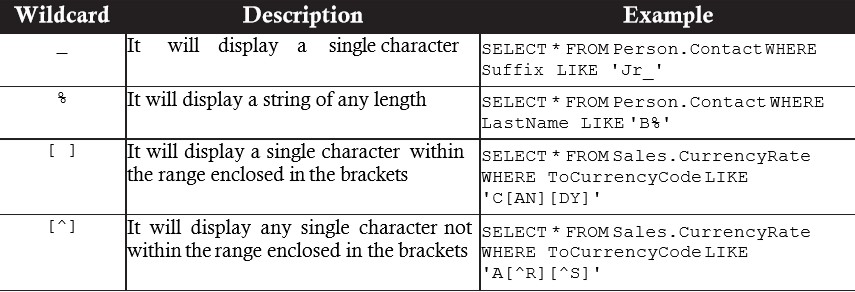 Wildcard Description Example
_ It will display a single character SELECT * FROM Person.Contact WHERE
Suffix LIKE 'Jr_'
% It will display a string of any length SELECT * FROM Person.Contact WHERE
LastName LIKE 'B%'
[ ] It will display a single character within SELECT * FROM Sales.CurrencyRate
the range enclosed in the brackets WHERE ToCurrencyCode LIKE
'C[AN][DY]'
[^] It will display any single character not SELECT * FROM Sales.CurrencyRate
within the range enclosed in the brackets WHERE ToCurrencyCode LIKE
'A[^R][^S]'